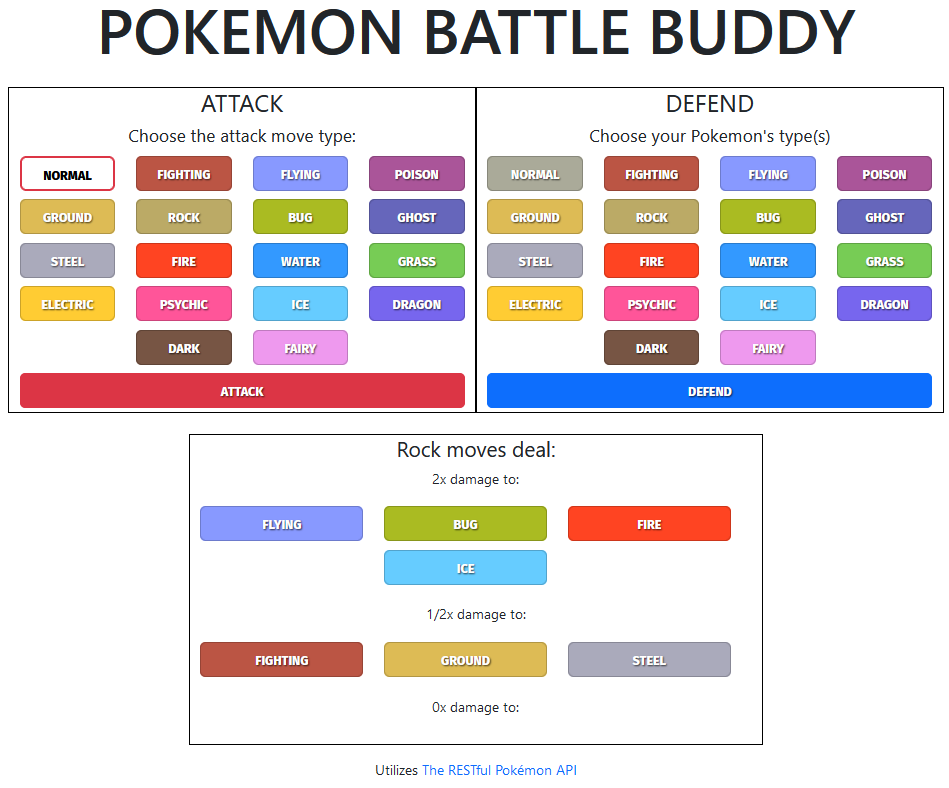 POKEMON BATTLE BUDDY
ATTACK
Choose the attack move type:
NORMAL FIGHTING FLYING POISON
GROUND ROCK BUG GHOST
STEEL FIRE WATER GRASS
ELECTRIC PSYCHIC ICE DRAGON
DARK FAIRY
ATTACK
DEFEND
Choose your Pokemon's type(s)
NORMAL FIGHTING FLYING POISON
GROUND ROCK BUG GHOST
STEEL FIRE WATER GRASS
ELECTRIC PSYCHIC ICE DRAGON
DARK FAIRY
DEFEND
Rock moves deal:
2x damage to:
FLYING BUG FIRE
ICE
1/2x damage to:
FIGHTING GROUND STEEL
0x damage to:
Utilizes The RESTful Pokémon API